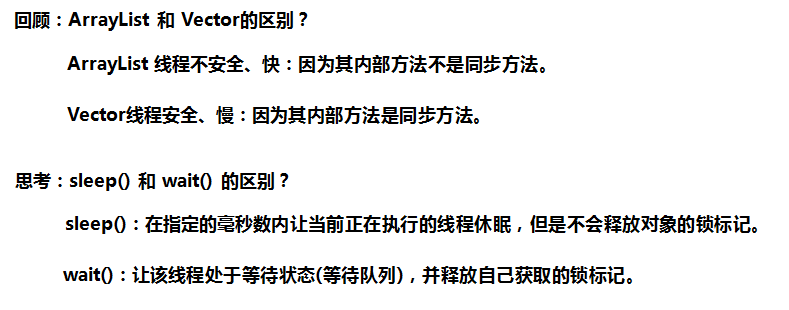 回顾：ArrayList 和 Vector的区别？
ArrayList 线程不安全、快：因为其内部方法不是同步方法。
Vector线程安全、慢：因为其内部方法是同步方法。
思考：sleep() 和 wait() 的区别？
sleep()：在指定的毫秒数内让当前正在执行的线程休眠，但是不会释放对象的锁标记。
wait()：让该线程处于等待状态(等待队列)，并释放自己获取的锁标记。